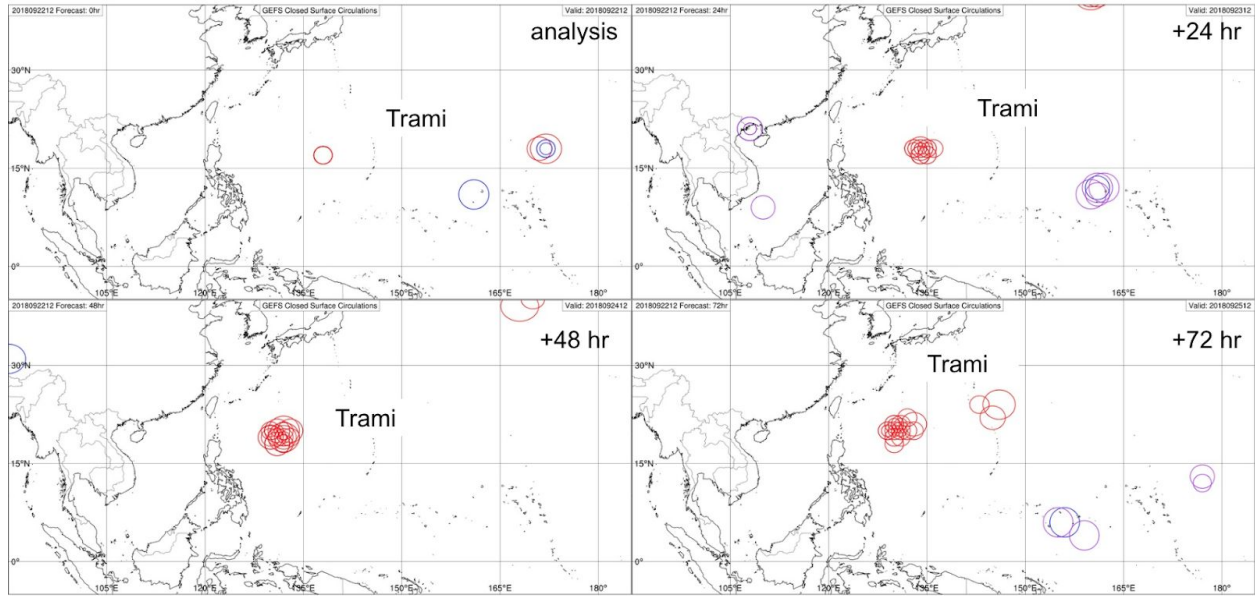 2018092212 Forecast: 0hr
GEFS Closed Surface Circulations
Valid: 2018092212
analysis
30°N
Trami
15°N
0°
105°E
120°E
135°E
150°E
165°E
180°
2018092212 Forecast: 24hr
GEFS Closed Surface Circulations
Valid: 2018092312
+24 hr
30°N
Trami
15°N
0°
105°E
120°E
135°E
150°E
165°E
180°
2018092212 Forecast: 48hr
GEFS Closed Surface Circulations
Valid: 2018092412
+48 hr
30°N
Trami
15°N
0°
105°E
120°E
135°E
150°E
165°E
180°
2018092212 Forecast: 72hr
GEFS Closed Surface Circulations
Valid: 2018092512
+72 hr
Trami
30°N
15°N
0°
105°E
120°E
135°E
150°E
165°E
180°